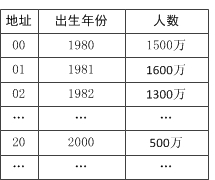 地址 出生年份 人数
00 1980 1500万
01 1981 1600万
02 1982 1300万
… … …
20 2000 500万
… … …